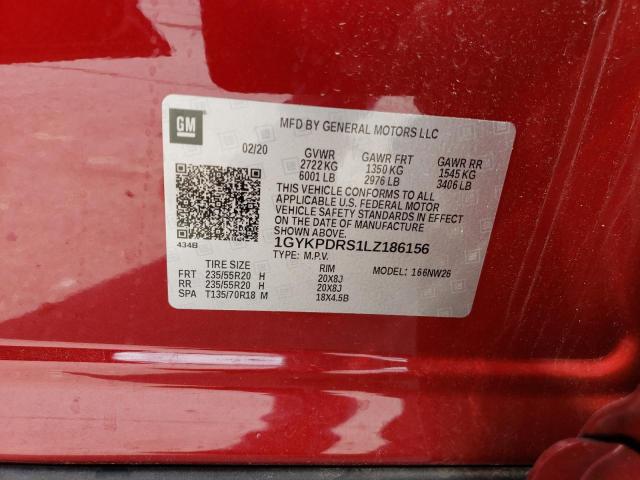 GM
MFD BY GENERAL MOTORS LLC
02/20 GVWR GAWR FRT GAWR RR
2722 KG 1350 KG 1545 KG
6001 LB 2976 LB 3406 LB
THIS VEHICLE CONFORMS TO ALL
APPLICABLE U.S. FEDERAL MOTOR
VEHICLE SAFETY STANDARDS IN EFFECT
ON THE DATE OF MANUFACTURE
SHOWN ABOVE.
434B 1GYKPDRS1LZ186156
TYPE: M.P.V. MODEL: 166NW26
TIRE SIZE RIM
FRT 235/55R20 H 20X8J
RR 235/55R20 H 20X8J
SPA T135/70R18 M 18X4.5B